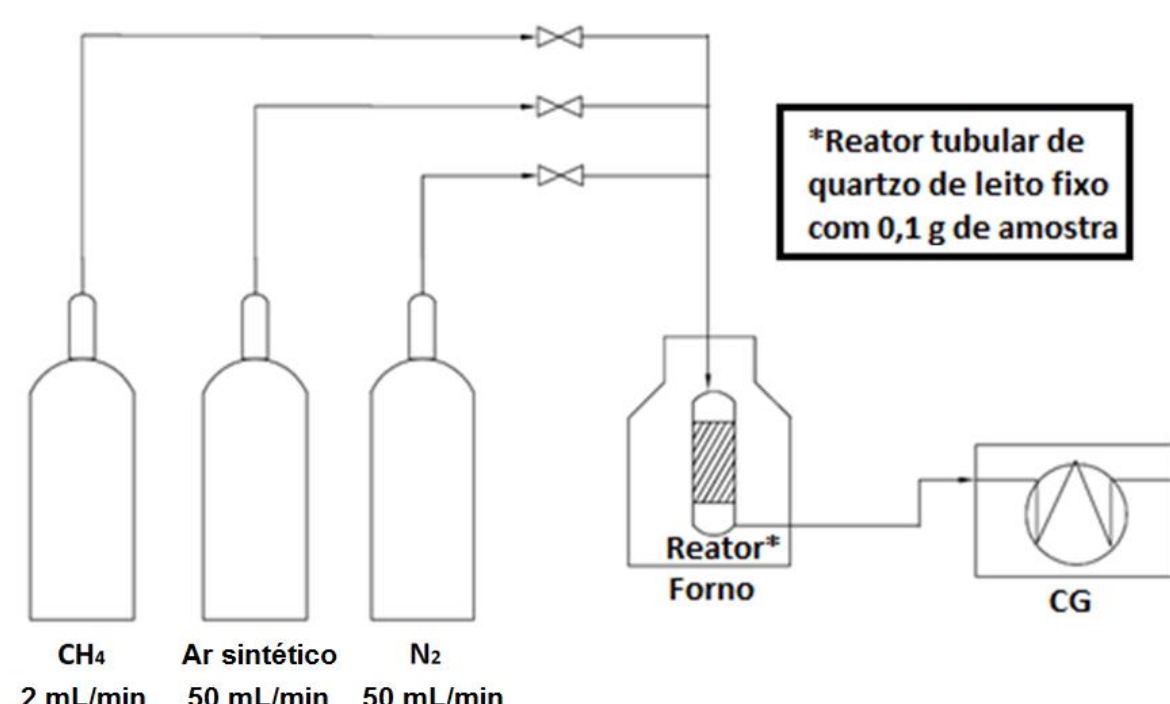 *Reator tubular de
quartzo de leito fixo
com 0,1 g de amostra
Reator*
Forno
CG
CH₄
Ar sintético
N₂
2 mL/min
50 mL/min
50 mL/min